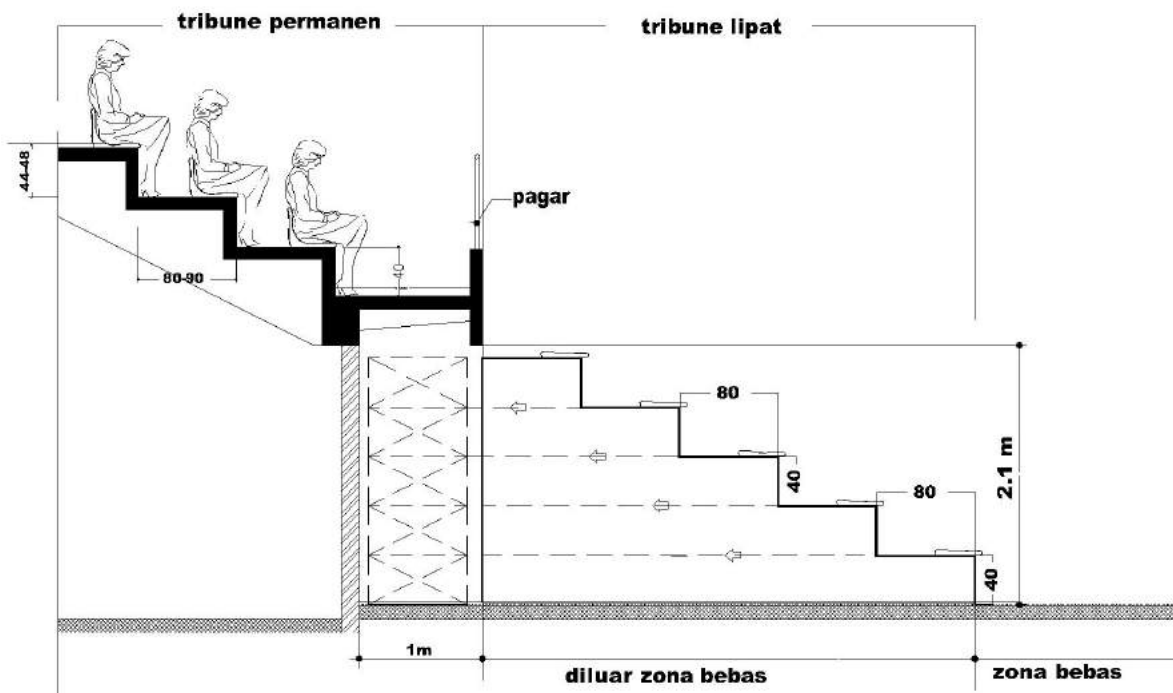 tribune permanen
tribune lipat
44-48
pagar
80-90
40
80
40
80
40
2.1 m
1m
diluar zona bebas
zona bebas